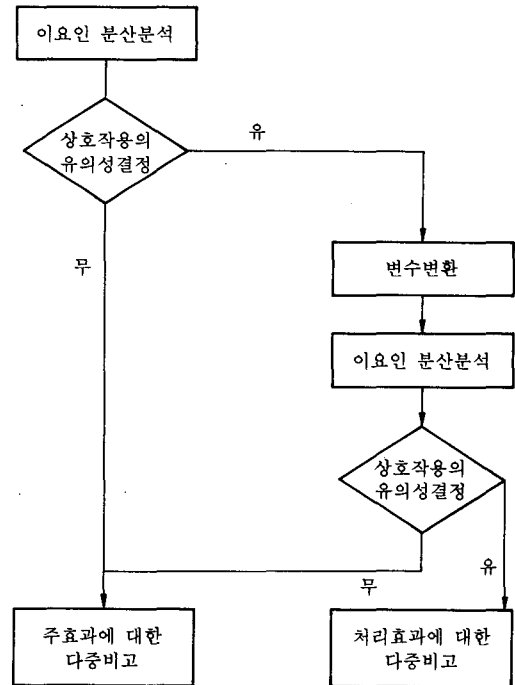 이요인 분산분석
상호작용의
유의성결정
유
무
변수변환
이요인 분산분석
상호작용의
유의성결정
무
유
주효과에 대한
다중비고
처리효과에 대한
다중비고